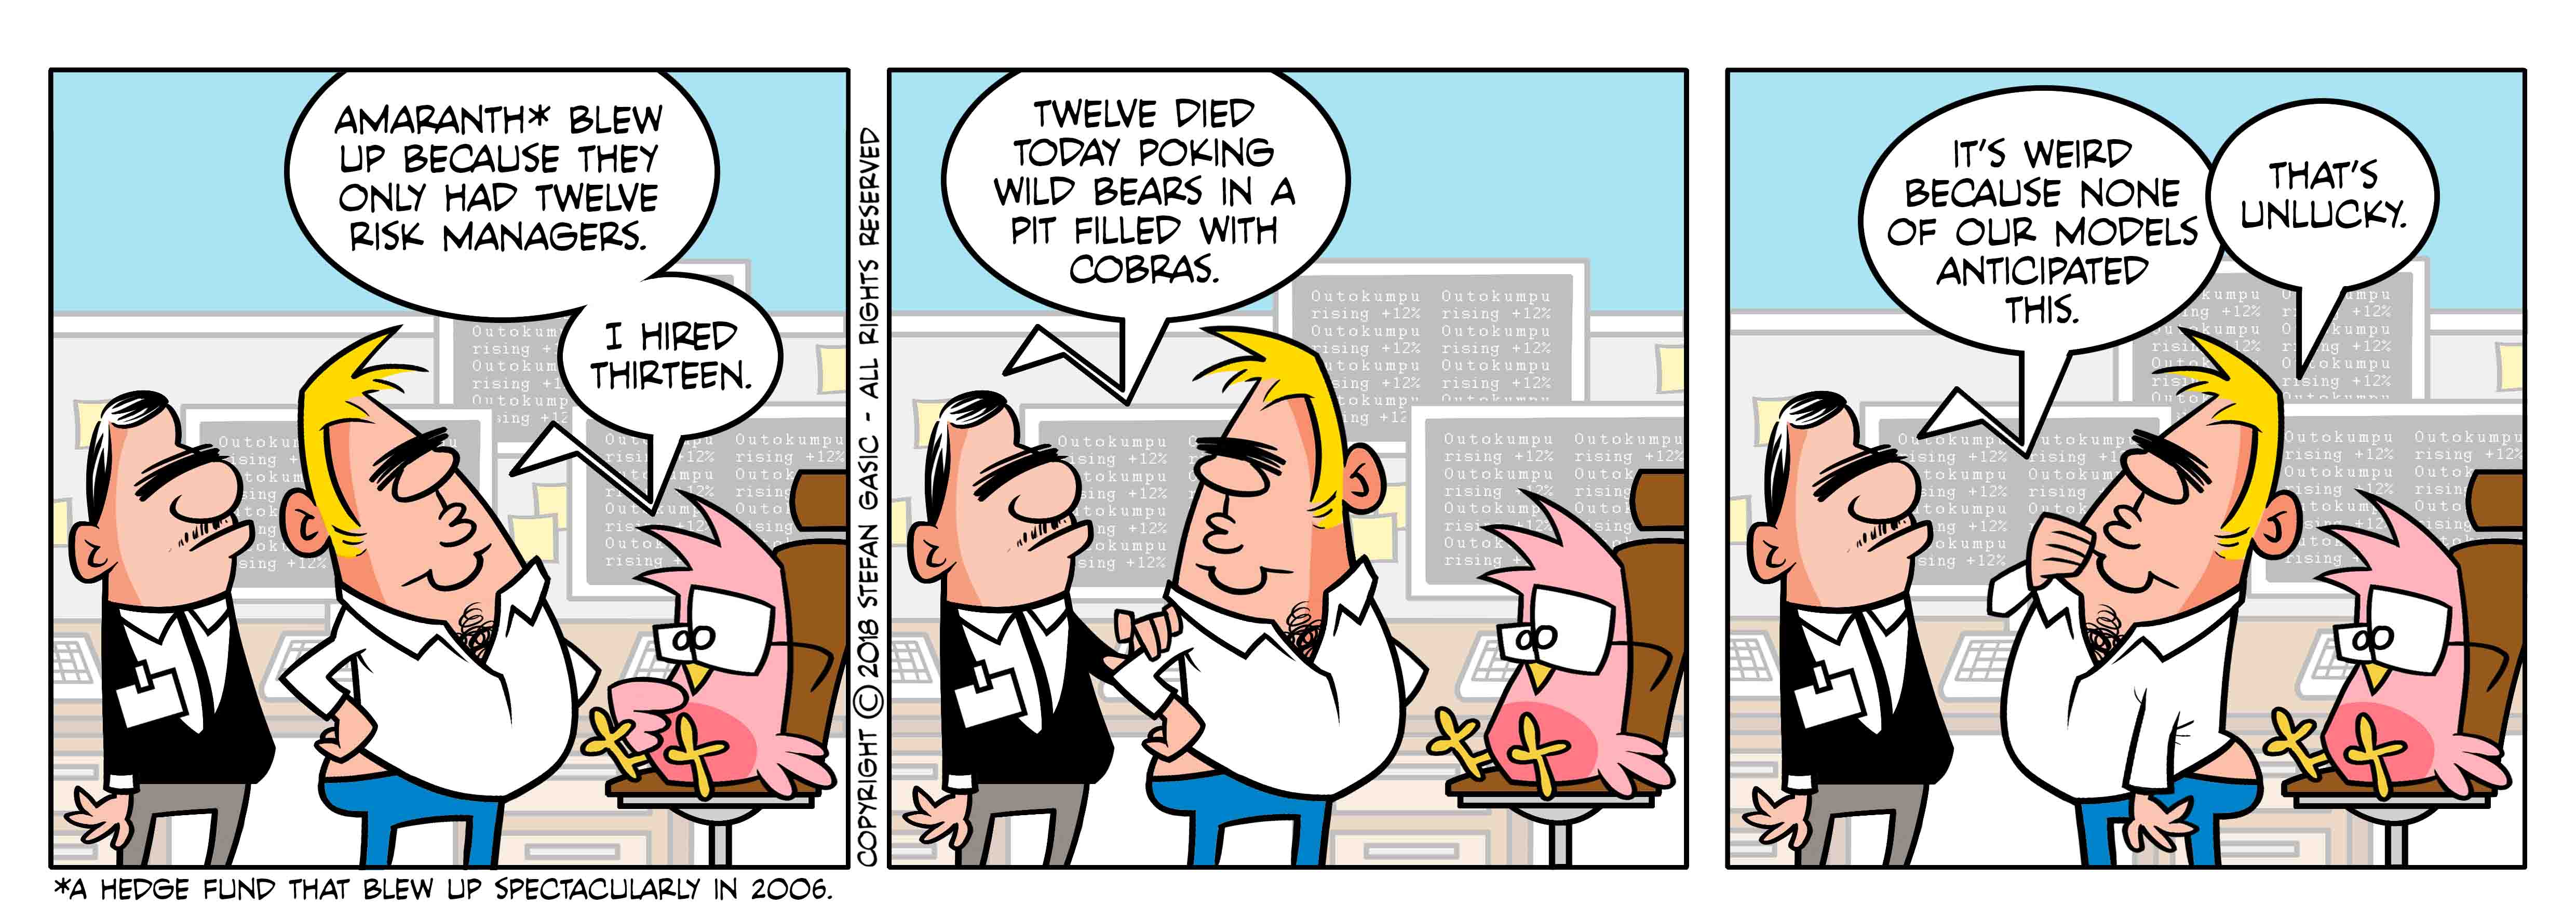 AMARANTH* BLEW
UP BECAUSE THEY
ONLY HAD TWELVE
RISK MANAGERS.
I HIRED
THIRTEEN.
COPYRIGHT © 2018 STEFAN GASIC - ALL RIGHTS RESERVED
TWELVE DIED
TODAY POKING
WILD BEARS IN A
PIT FILLED WITH
COBRAS.
Outokumpu Outokumpu
rising +12% rising +12%
Outokumpu Outokumpu
rising +12% rising +12%
IT'S WEIRD
BECAUSE NONE
OF OUR MODELS
ANTICIPATED
THIS.
THAT'S
UNLUCKY.
*A HEDGE FUND THAT BLEW UP SPECTACULARLY IN 2006.